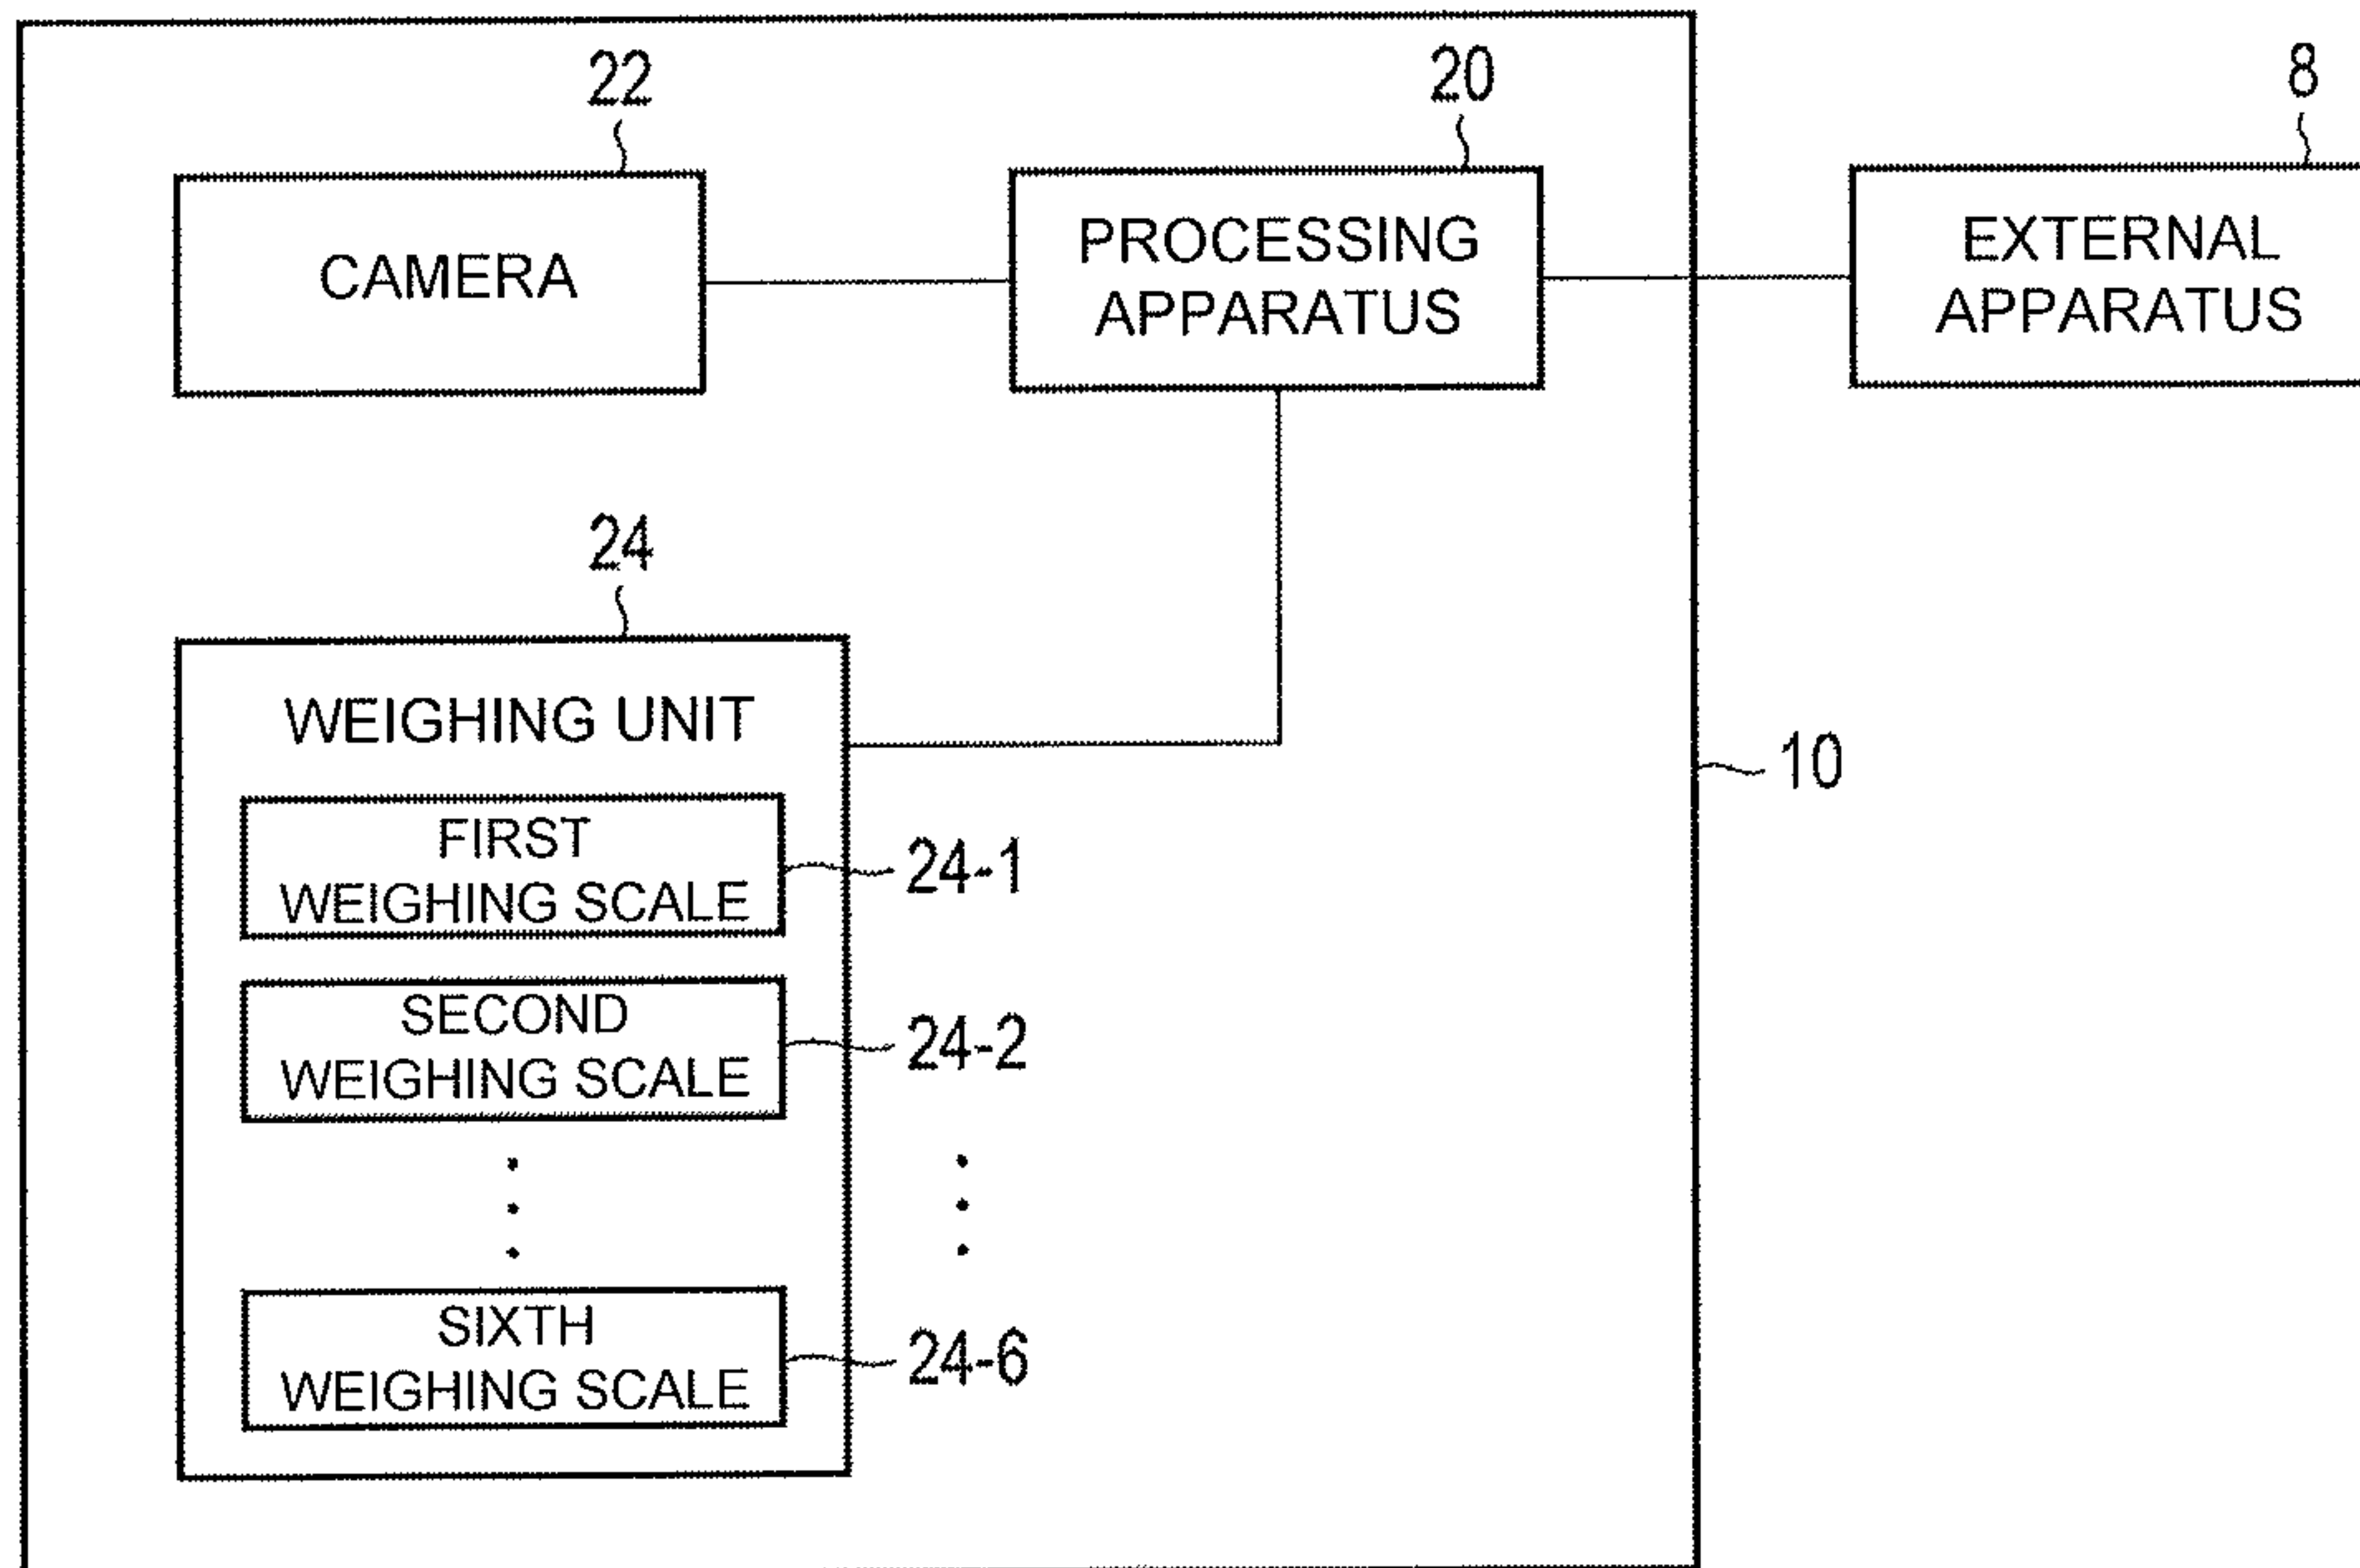 22
20
8
CAMERA
PROCESSING
APPARATUS
EXTERNAL
APPARATUS
24
WEIGHING UNIT
10
FIRST
WEIGHING SCALE
24-1
SECOND
WEIGHING SCALE
24-2
SIXTH
WEIGHING SCALE
24-6